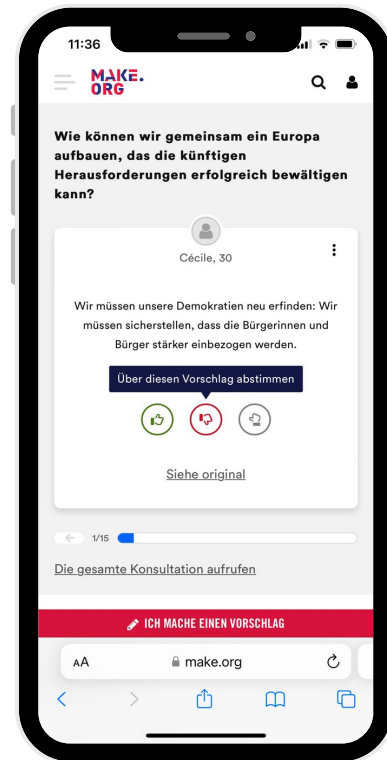 11:36
MAKE.
ORG
Wie können wir gemeinsam ein Europa
aufbauen, das die künftigen
Herausforderungen erfolgreich bewältigen
kann?
Cécile, 30
Wir müssen unsere Demokratien neu erfinden: Wir
müssen sicherstellen, dass die Bürgerinnen und
Bürger stärker einbezogen werden.
Über diesen Vorschlag abstimmen
Siehe original
1/15
Die gesamte Konsultation aufrufen
ICH MACHE EINEN VORSCHLAG
AA make.org